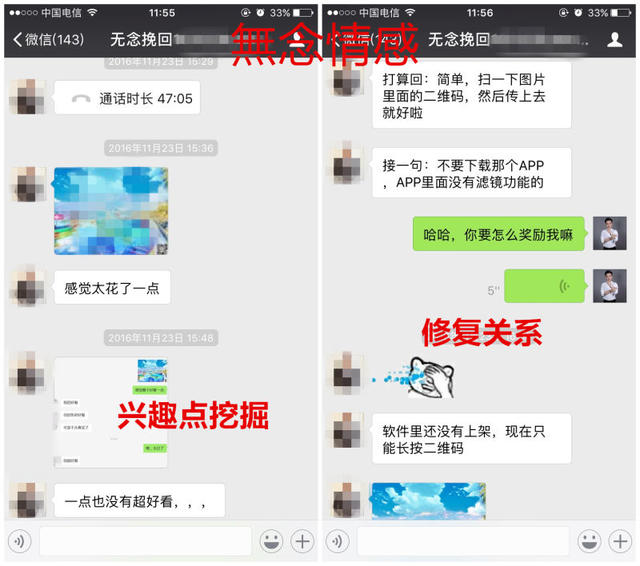 中国电信
11:55
33%
微信(143)
无念挽回1
2016年11月23日 15:29
通话时长 47:05
2016年11月23日 15:36
感觉太花了一点
2016年11月23日 15:48
兴趣点挖掘
一点也没有超好看，，，
無念情感
中国电信
11:56
33%
微信(143)
无念挽回
打算回：简单，扫一下图片
里面的二维码，然后传上去
就好啦
接一句：不要下载那个APP
，APP里面没有滤镜功能的
哈哈，你要怎么奖励我嘛
5''
修复关系
软件里还没有上架，现在只
能长按二维码